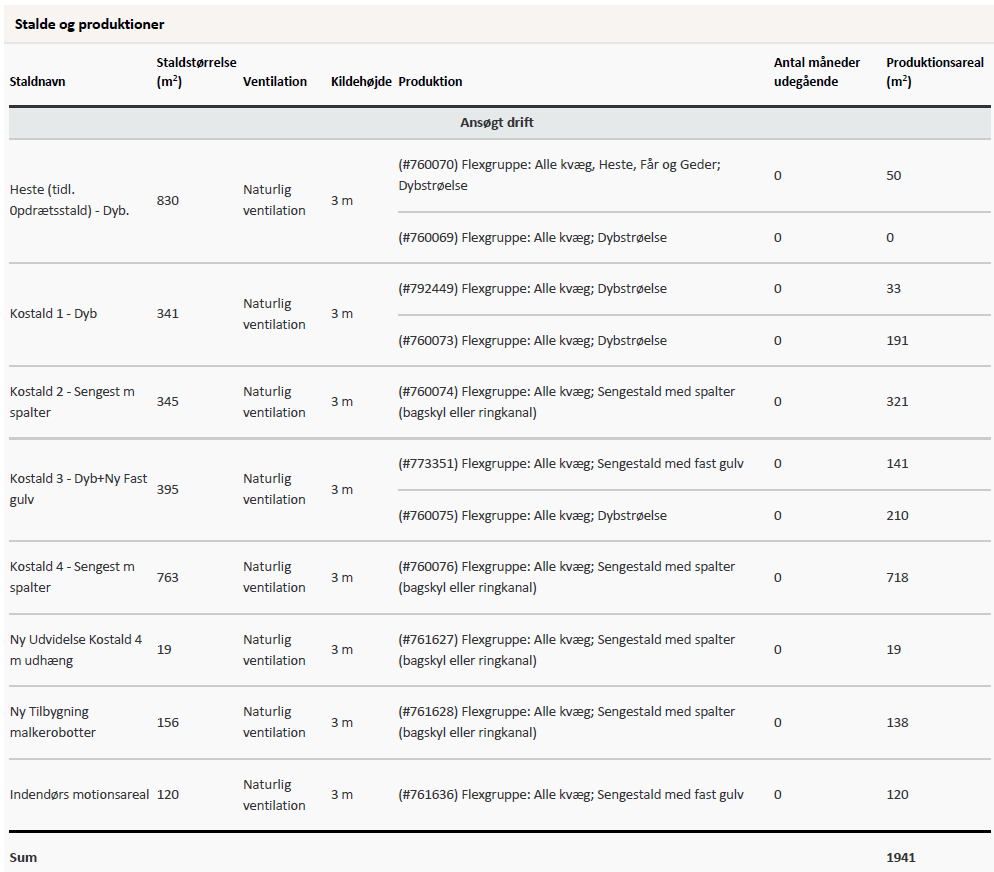 Stalde og produktioner
Staldnavn Staldstørrelse (m²) Ventilation Kildehøjde Produktion Antal måneder udegående Produktionsareal (m²)
Ansøgt drift
Heste (tidl. 0pdrætsstald) - Dyb. 830 Naturlig ventilation 3 m (#760070) Flexgruppe: Alle kvæg, Heste, Får og Geder; Dybstrøelse 0 50
(#760069) Flexgruppe: Alle kvæg; Dybstrøelse 0 0
Kostald 1 - Dyb 341 Naturlig ventilation 3 m (#792449) Flexgruppe: Alle kvæg; Dybstrøelse 0 33
(#760073) Flexgruppe: Alle kvæg; Dybstrøelse 0 191
Kostald 2 - Sengest m spalter 345 Naturlig ventilation 3 m (#760074) Flexgruppe: Alle kvæg; Sengestald med spalter (bagskyl eller ringkanal) 0 321
Kostald 3 - Dyb+Ny Fast gulv 395 Naturlig ventilation 3 m (#773351) Flexgruppe: Alle kvæg; Sengestald med fast gulv 0 141
(#760075) Flexgruppe: Alle kvæg; Dybstrøelse 0 210
Kostald 4 - Sengest m spalter 763 Naturlig ventilation 3 m (#760076) Flexgruppe: Alle kvæg; Sengestald med spalter (bagskyl eller ringkanal) 0 718
Ny Udvidelse Kostald 4 m udhæng 19 Naturlig ventilation 3 m (#761627) Flexgruppe: Alle kvæg; Sengestald med spalter (bagskyl eller ringkanal) 0 19
Ny Tilbygning malkerobotter 156 Naturlig ventilation 3 m (#761628) Flexgruppe: Alle kvæg; Sengestald med spalter (bagskyl eller ringkanal) 0 138
Indendørs motionsareal 120 Naturlig ventilation 3 m (#761636) Flexgruppe: Alle kvæg; Sengestald med fast gulv 0 120
Sum 1941